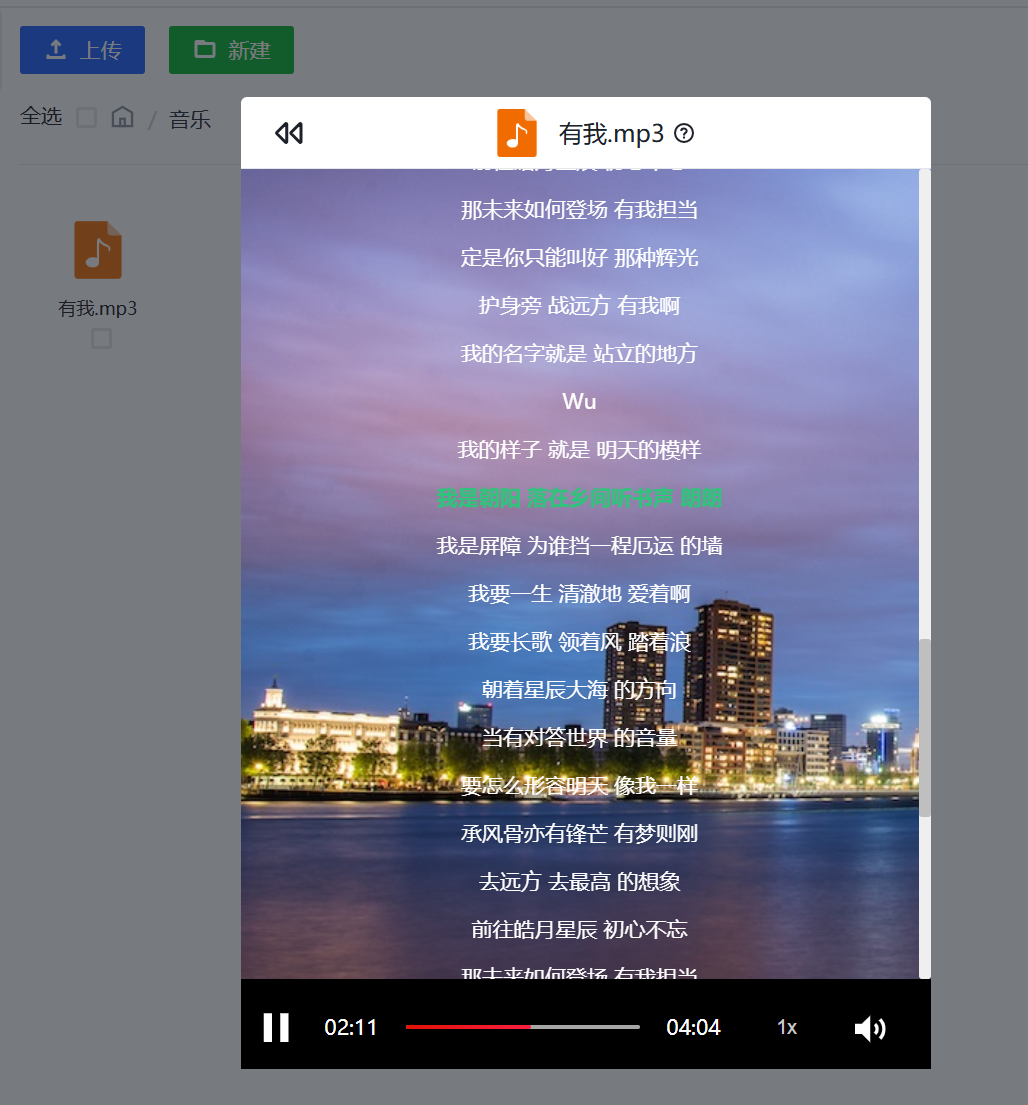 上传
新建
全选
/ 音乐
有我.mp3
有我.mp3
那未来如何登场 有我担当
定是你只能叫好 那种辉光
护身旁 战远方 有我啊
我的名字就是 站立的地方
Wu
我的样子 就是 明天的模样
我是朝阳 落在乡间听书声 朗朗
我是屏障 为谁挡一程厄运 的墙
我要一生 清澈地 爱着啊
我要长歌 领着风 踏着浪
朝着星辰大海 的方向
当有对答世界 的音量
要怎么形容明天 像我一样
承风骨亦有锋芒 有梦则刚
去远方 去最高 的想象
前往皓月星辰 初心不忘
那未来如何登场 有我担当
02:11
04:04
1x